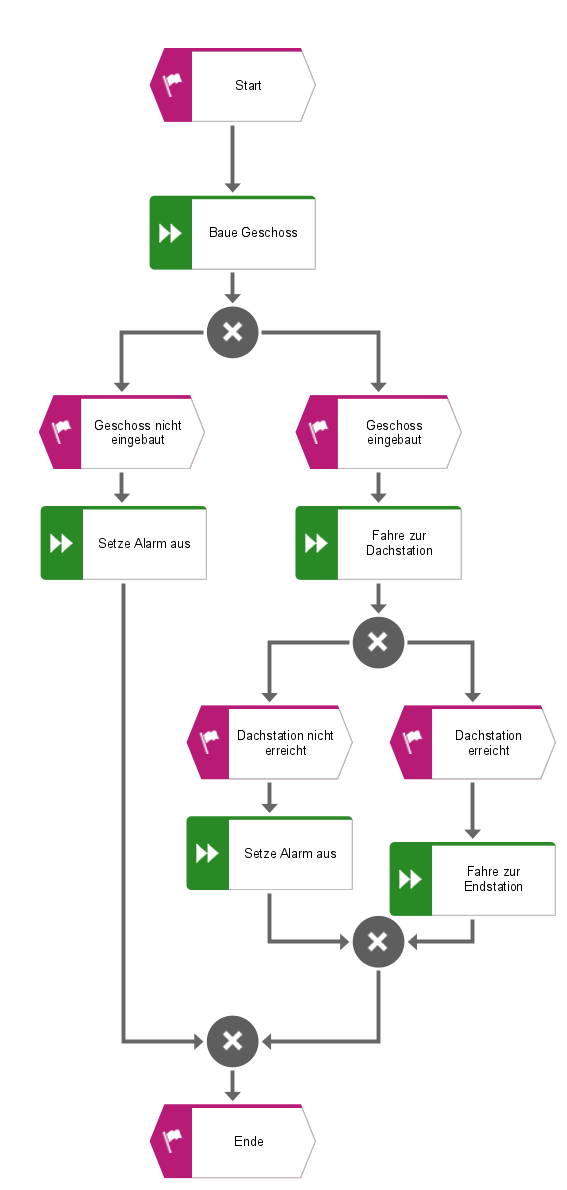 Start
Baue Geschoss
Geschoss nicht
eingebaut
Geschoss
eingebaut
Setze Alarm aus
Fahre zur
Dachstation
Dachstation nicht
erreicht
Dachstation
erreicht
Setze Alarm aus
Fahre zur
Endstation
Ende